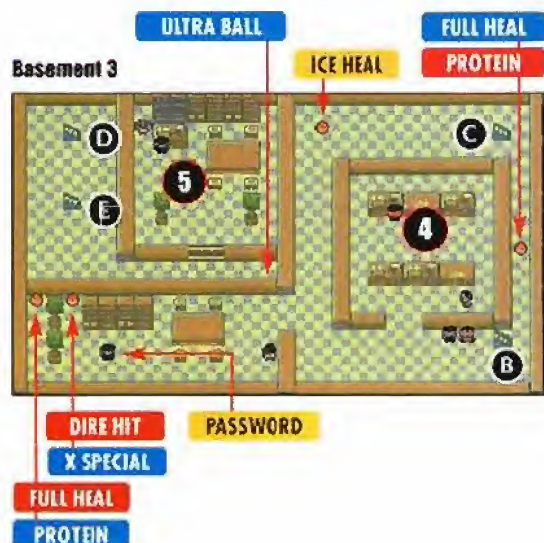 ULTRA BALL
FULL HEAL
Basement 3
ICE HEAL
PROTEIN
D
C
5
E
4
B
DIRE HIT
PASSWORD
X SPECIAL
FULL HEAL
PROTEIN